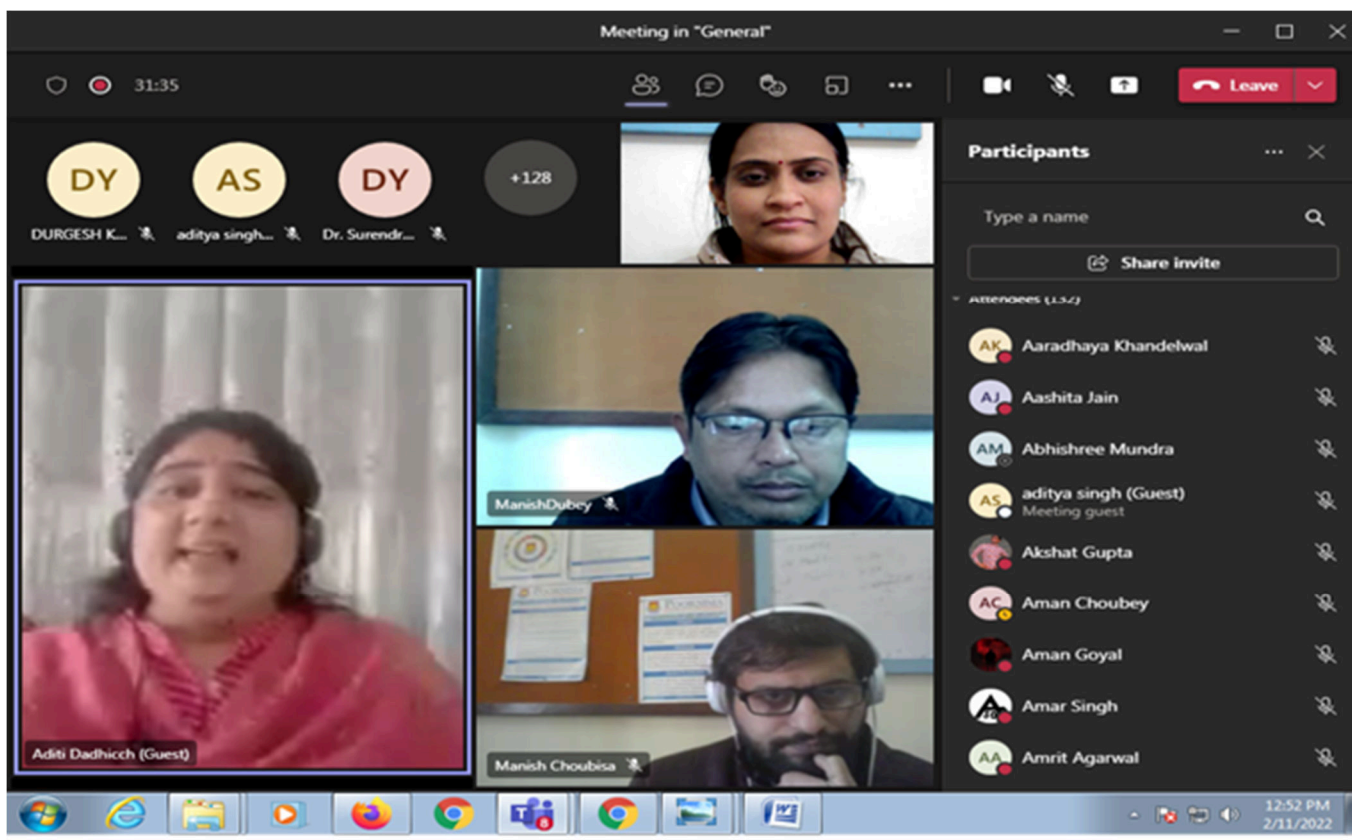 Meeting in "General"
31:35
Leave
DY
AS
DY
+128
DURGESH K...
aditya singh...
Dr. Surendr...
Participants
Type a name
Share invite
Attendees (132)
AK Aaradhaya Khandelwal
AJ Aashita Jain
AM Abhishree Mundra
AS aditya singh (Guest)
Meeting guest
Akshat Gupta
AC Aman Choubey
Aman Goyal
Amar Singh
AA Amrit Agarwal
ManishDubey
POORNIMA
Aditi Dadhicch (Guest)
Manish Choubisa
12:52 PM
2/11/2022